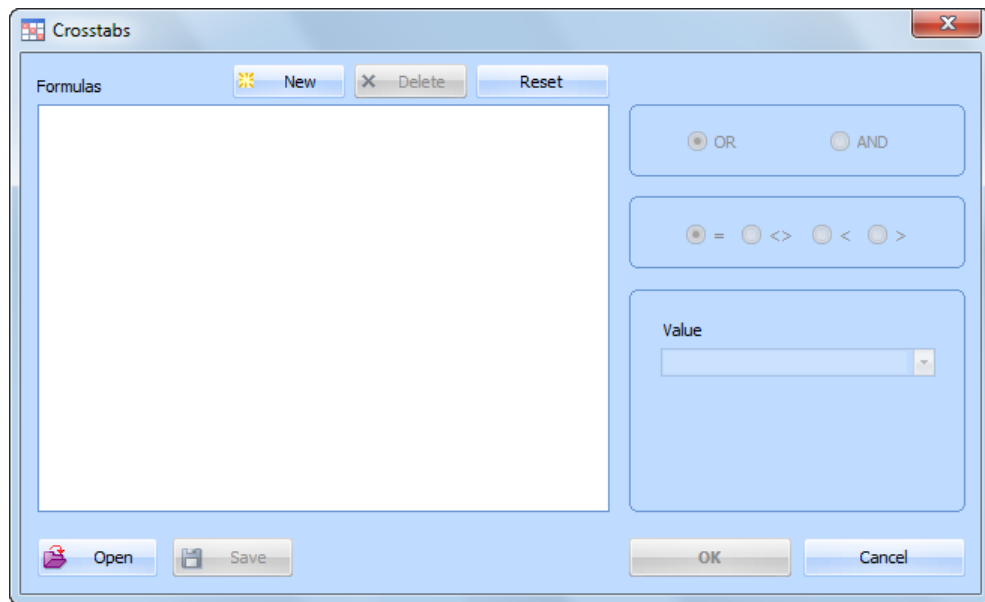 Crosstabs
Formulas
New
Delete
Reset
OR
AND
= <> < >
Value
Open
Save
OK
Cancel